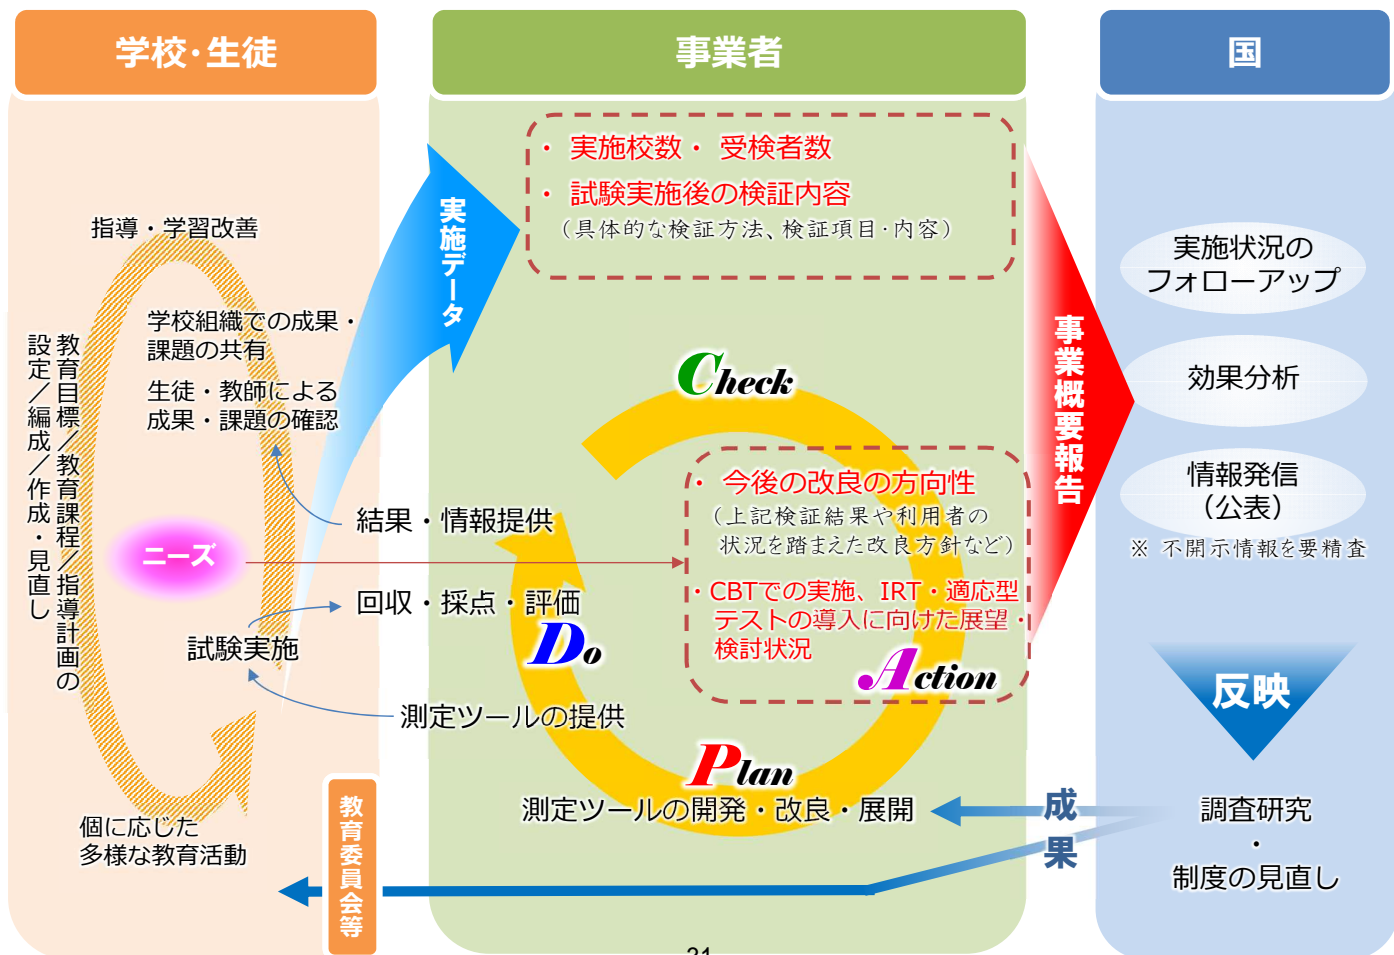 学校・生徒
事業者
国
・ 実施校数・ 受検者数
・ 試験実施後の検証内容
（具体的な検証方法、検証項目・内容）
実施データ
指導・学習改善
学校組織での成果・
課題の共有
生徒・教師による
成果・課題の確認
教育目標／教育課程／指導計画の
設定／編成／作成・見直し
ニーズ
試験実施
個に応じた
多様な教育活動
結果・情報提供
回収・採点・評価
測定ツールの提供
Check
・ 今後の改良の方向性
（上記検証結果や利用者の
状況を踏まえた改良方針など）
・CBTでの実施、IRT・適応型
テストの導入に向けた展望・
検討状況
Do
Action
Plan
測定ツールの開発・改良・展開
教育委員会等
事業概要報告
実施状況の
フォローアップ
効果分析
情報発信
（公表）
※ 不開示情報を要精査
反映
成果
調査研究
・
制度の見直し
31